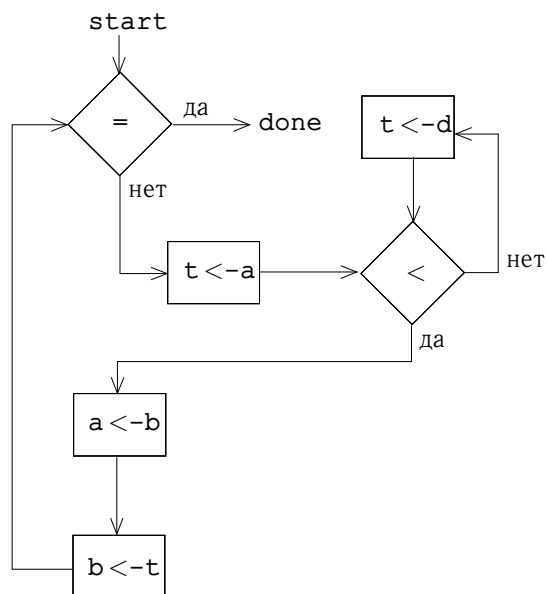 start
=
да
done
нет
t<-d
t<-a
<
нет
да
a<-b
b<-t